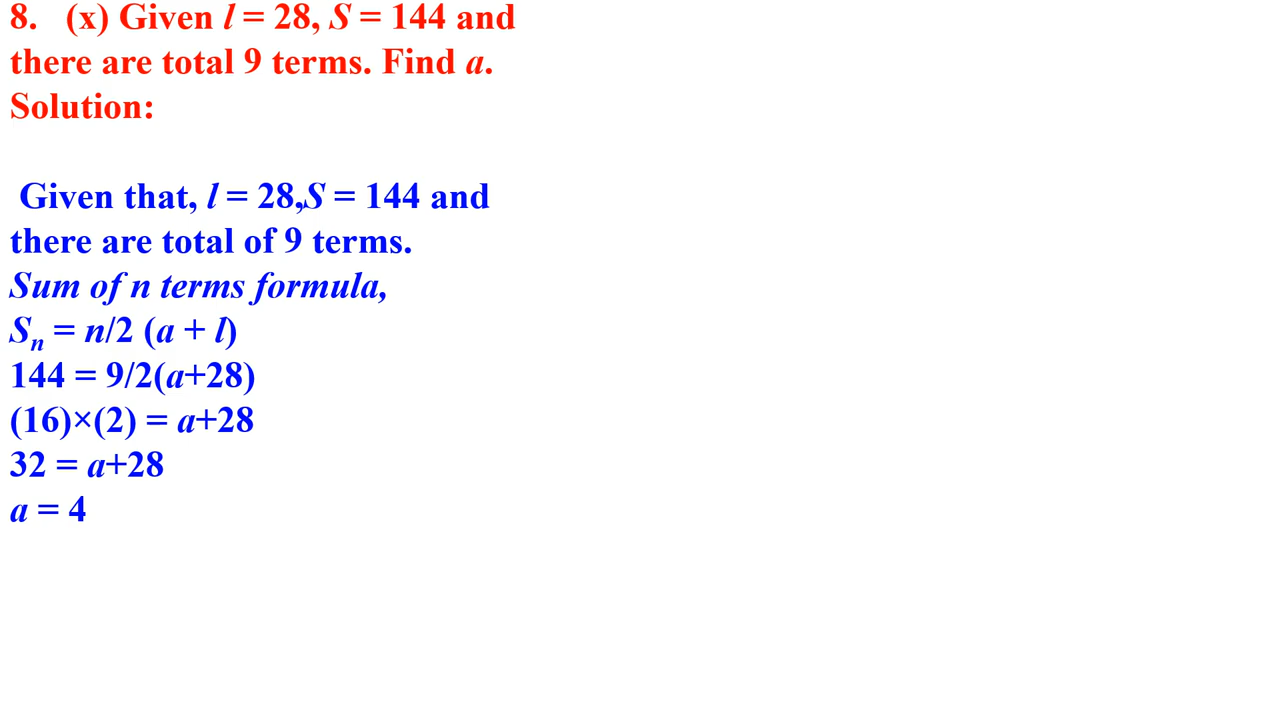 8. (x) Given l = 28, S = 144 and
there are total 9 terms. Find a.
Solution:
Given that, l = 28,S = 144 and
there are total of 9 terms.
Sum of n terms formula,
Sₙ = n/2 (a + l)
144 = 9/2(a+28)
(16)×(2) = a+28
32 = a+28
a = 4